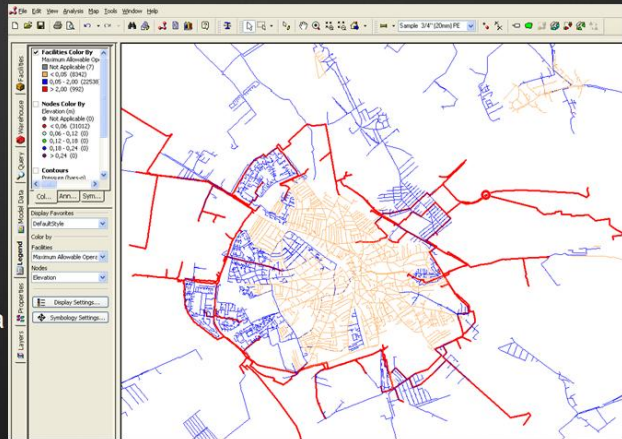 File Edit View Analysis Map Tools Window Help
Sample 3/4" (20mm) PE
Facilities
Warehouse
Query
Model Data
Legend
Properties
Layers
Facilities Color By
Maximum Allowable Op
Not Applicable (7)
< 0,05 (8342)
0,05 - 2,00 (22538
> 2,00 (992)
Nodes Color By
Elevation (m)
Not Applicable (0)
< 0,06 (31012)
0,06 - 0,12 (0)
0,12 - 0,18 (0)
0,18 - 0,24 (0)
> 0,24 (0)
Contours
Col... Ann... Sym...
Display Favorites
DefaultStyle
Color by
Facilities
Maximum Allowable Operc
Nodes
Elevation
Display Settings...
Symbology Settings...
a